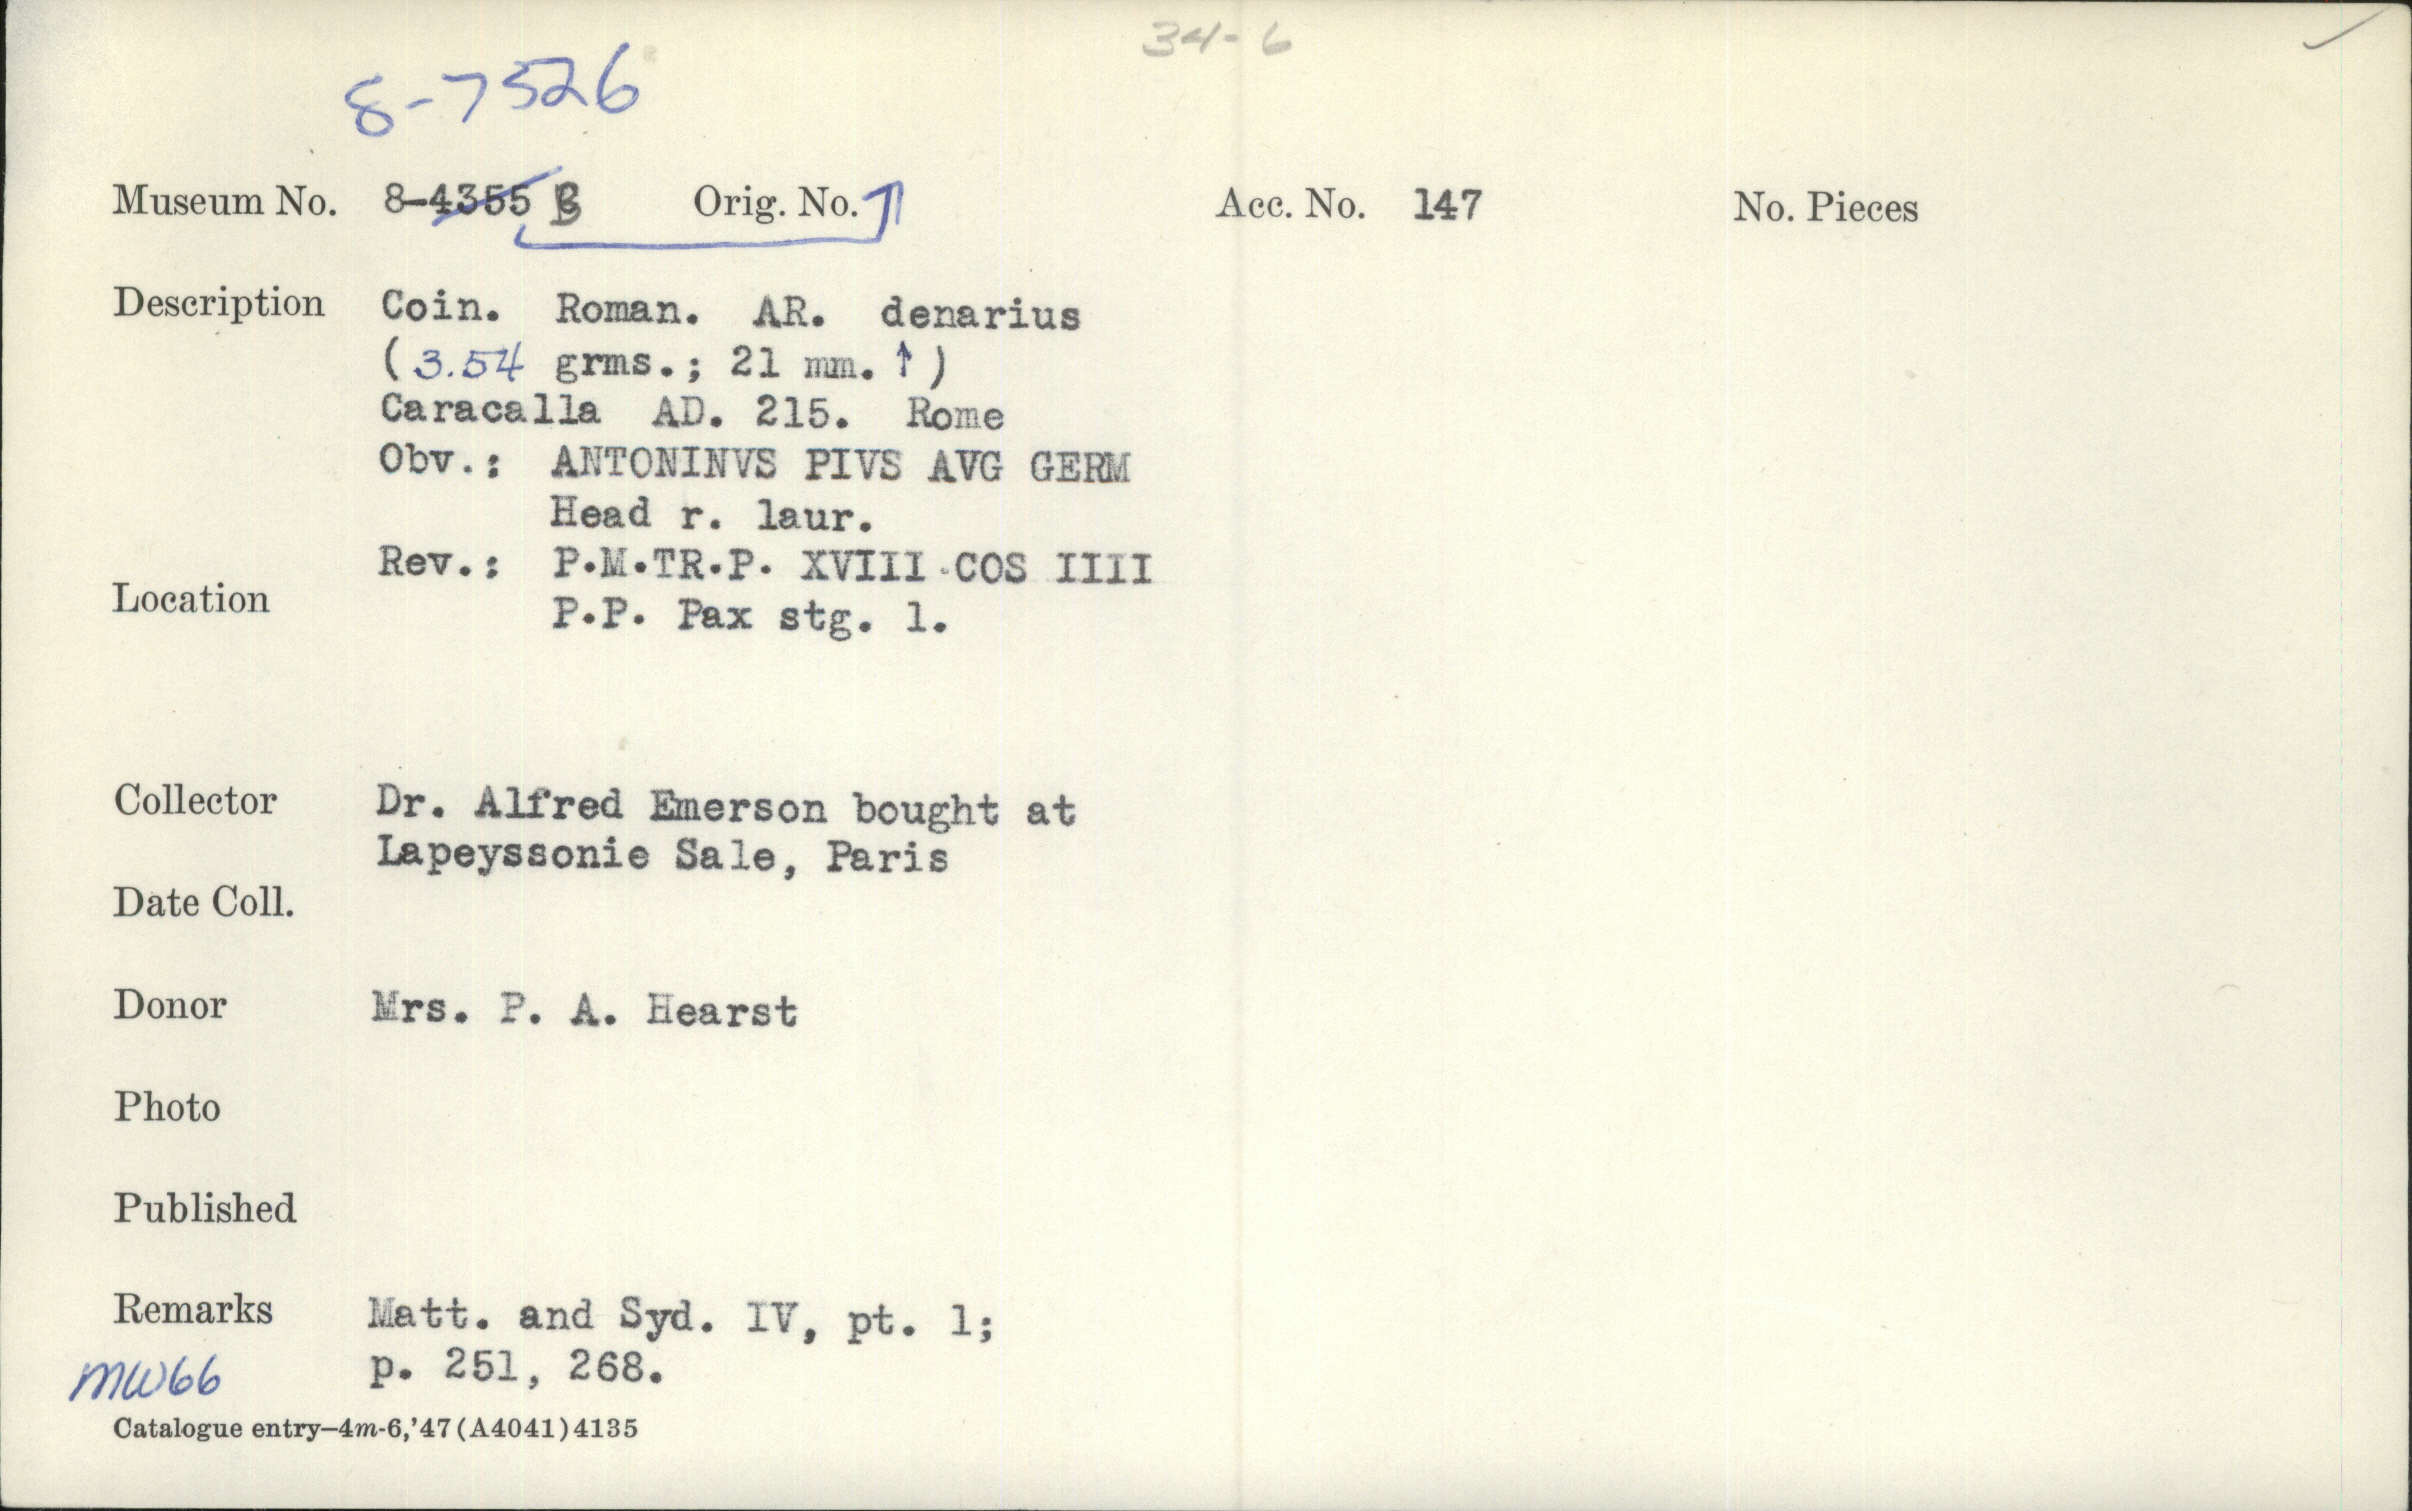 34-6
8-7526
Museum No. 8-4355 B Orig. No. Acc. No. 147 No. Pieces
Description Coin. Roman. AR. denarius
(3.54 grms.; 21 mm. ↑)
Caracalla AD. 215. Rome
Obv.: ANTONINVS PIVS AVG GERM
Head r. laur.
Rev.: P.M.TR.P. XVIII COS IIII
Location
P.P. Pax stg. l.
Collector Dr. Alfred Emerson bought at
Lapeyssonie Sale, Paris
Date Coll.
Donor Mrs. P. A. Hearst
Photo
Published
Remarks Matt. and Syd. IV, pt. 1;
p. 251, 268.
MW66
Catalogue entry—4m-6,'47(A4041)4135